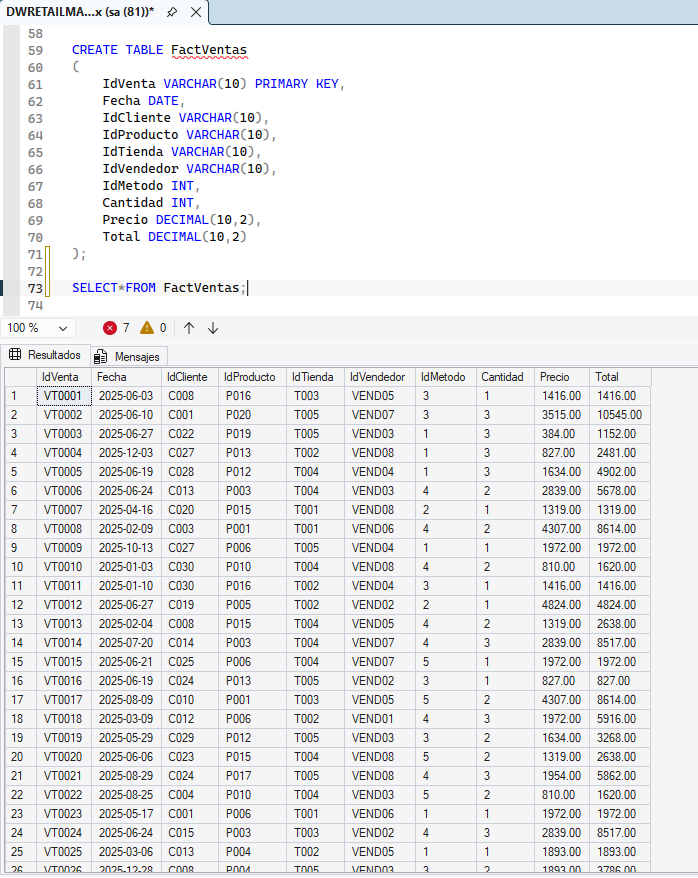 DWRETAILMA...x (sa (81))*
58
59 CREATE TABLE FactVentas
60 (
61 IdVenta VARCHAR(10) PRIMARY KEY,
62 Fecha DATE,
63 IdCliente VARCHAR(10),
64 IdProducto VARCHAR(10),
65 IdTienda VARCHAR(10),
66 IdVendedor VARCHAR(10),
67 IdMetodo INT,
68 Cantidad INT,
69 Precio DECIMAL(10,2),
70 Total DECIMAL(10,2)
71 );
72
73 SELECT*FROM FactVentas;
74
100 % 7 0
Resultados Mensajes
IdVenta Fecha IdCliente IdProducto IdTienda IdVendedor IdMetodo Cantidad Precio Total
1 VT0001 2025-06-03 C008 P016 T003 VEND05 3 1 1416.00 1416.00
2 VT0002 2025-06-10 C001 P020 T005 VEND07 3 3 3515.00 10545.00
3 VT0003 2025-06-27 C022 P019 T005 VEND03 1 3 384.00 1152.00
4 VT0004 2025-12-03 C027 P013 T002 VEND08 1 3 827.00 2481.00
5 VT0005 2025-06-19 C028 P012 T004 VEND04 1 3 1634.00 4902.00
6 VT0006 2025-06-24 C013 P003 T004 VEND03 4 2 2839.00 5678.00
7 VT0007 2025-04-16 C020 P015 T001 VEND08 2 1 1319.00 1319.00
8 VT0008 2025-02-09 C003 P001 T001 VEND06 4 2 4307.00 8614.00
9 VT0009 2025-10-13 C027 P006 T005 VEND04 1 1 1972.00 1972.00
10 VT0010 2025-01-03 C030 P010 T004 VEND08 4 2 810.00 1620.00
11 VT0011 2025-01-10 C030 P016 T002 VEND04 3 1 1416.00 1416.00
12 VT0012 2025-06-27 C019 P005 T002 VEND02 2 1 4824.00 4824.00
13 VT0013 2025-02-04 C008 P015 T002 VEND05 4 2 1319.00 2638.00
14 VT0014 2025-07-20 C014 P003 T004 VEND07 4 3 2839.00 8517.00
15 VT0015 2025-06-21 C025 P006 T004 VEND07 5 1 1972.00 1972.00
16 VT0016 2025-06-19 C024 P013 T005 VEND02 3 1 827.00 827.00
17 VT0017 2025-08-09 C010 P001 T003 VEND05 5 2 4307.00 8614.00
18 VT0018 2025-03-09 C012 P006 T002 VEND01 4 3 1972.00 5916.00
19 VT0019 2025-05-29 C029 P012 T005 VEND03 3 2 1634.00 3268.00
20 VT0020 2025-06-06 C023 P015 T004 VEND08 5 2 1319.00 2638.00
21 VT0021 2025-08-29 C024 P017 T005 VEND08 4 3 1954.00 5862.00
22 VT0022 2025-08-25 C004 P010 T004 VEND03 5 2 810.00 1620.00
23 VT0023 2025-05-17 C001 P006 T001 VEND06 1 1 1972.00 1972.00
24 VT0024 2025-06-24 C015 P003 T003 VEND02 4 3 2839.00 8517.00
25 VT0025 2025-03-06 C013 P004 T002 VEND05 1 1 1893.00 1893.00
26 VT0026 2025-12-28 C008 P004 T005 VEND03 3 2 1893.00 3786.00